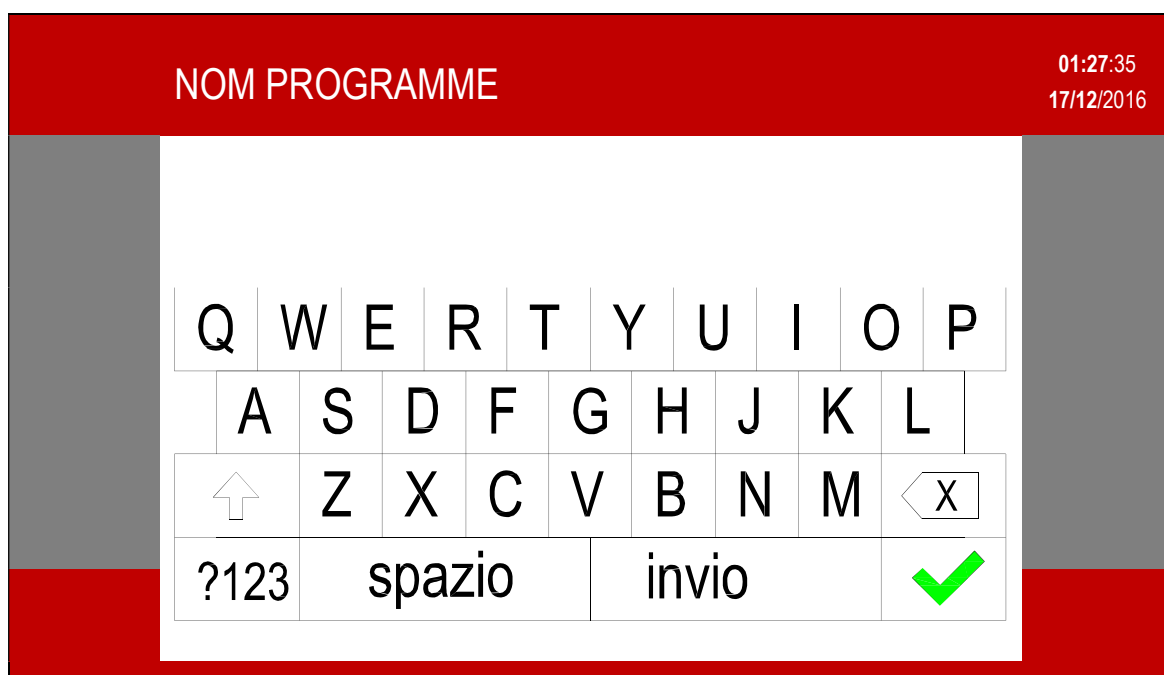 NOM PROGRAMME
01:27:35
17/12/2016
Q W E R T Y U I O P
A S D F G H J K L
Z X C V B N M X
?123 spazio invio